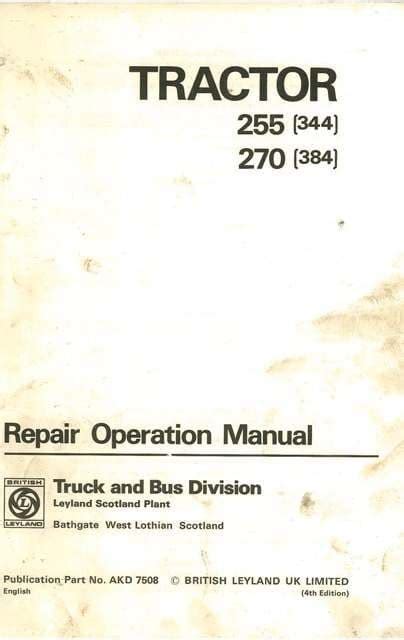 TRACTOR
255 (344)
270 (384)
Repair Operation Manual
BRITISH
L
LEYLAND
Truck and Bus Division
Leyland Scotland Plant
Bathgate West Lothian Scotland
Publication Part No. AKD 7508 © BRITISH LEYLAND UK LIMITED
English (4th Edition)